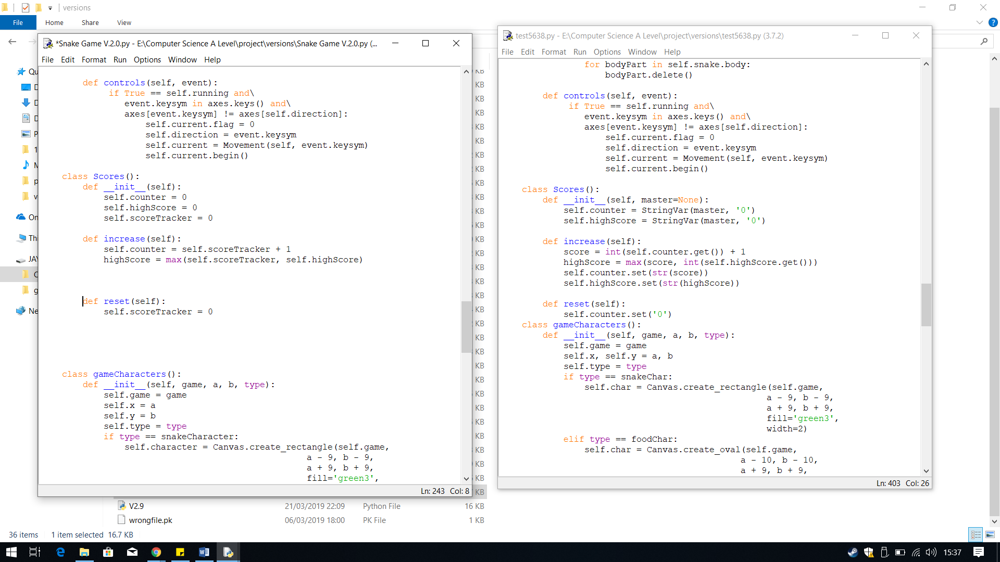 versions
File Home Share View
*Snake Game V.2.0.py - E:\Computer Science A Level\project\versions\Snake Game V.2.0.py (...
File Edit Format Run Options Window Help
def controls(self, event):
if True == self.running and\
event.keysym in axes.keys() and\
axes[event.keysym] != axes[self.direction]:
self.current.flag = 0
self.direction = event.keysym
self.current = Movement(self, event.keysym)
self.current.begin()
class Scores():
def __init__(self):
self.counter = 0
self.highScore = 0
self.scoreTracker = 0
def increase(self):
self.counter = self.scoreTracker + 1
highScore = max(self.scoreTracker, self.highScore)
def reset(self):
self.scoreTracker = 0
class gameCharacters():
def __init__(self, game, a, b, type):
self.game = game
self.x = a
self.y = b
self.type = type
if type == snakeCharacter:
self.character = Canvas.create_rectangle(self.game,
a - 9, b - 9,
a + 9, b + 9,
fill='green3',
Ln: 243 Col: 8
test5638.py - E:\Computer Science A Level\project\versions\test5638.py (3.7.2)
File Edit Format Run Options Window Help
for bodyPart in self.snake.body:
bodyPart.delete()
def controls(self, event):
if True == self.running and\
event.keysym in axes.keys() and\
axes[event.keysym] != axes[self.direction]:
self.current.flag = 0
self.direction = event.keysym
self.current = Movement(self, event.keysym)
self.current.begin()
class Scores():
def __init__(self, master=None):
self.counter = StringVar(master, '0')
self.highScore = StringVar(master, '0')
def increase(self):
score = int(self.counter.get()) + 1
highScore = max(score, int(self.highScore.get()))
self.counter.set(str(score))
self.highScore.set(str(highScore))
def reset(self):
self.counter.set('0')
class gameCharacters():
def __init__(self, game, a, b, type):
self.game = game
self.x, self.y = a, b
self.type = type
if type == snakeChar:
self.char = Canvas.create_rectangle(self.game,
a - 9, b - 9,
a + 9, b + 9,
fill='green3',
width=2)
elif type == foodChar:
self.char = Canvas.create_oval(self.game,
a - 10, b - 10,
a + 9, b + 9,
Ln: 403 Col: 26
V2.9 21/03/2019 22:09 Python File 16 KB
wrongfile.pk 06/03/2019 18:00 PK File 1 KB
36 items 1 item selected 16.7 KB
15:37